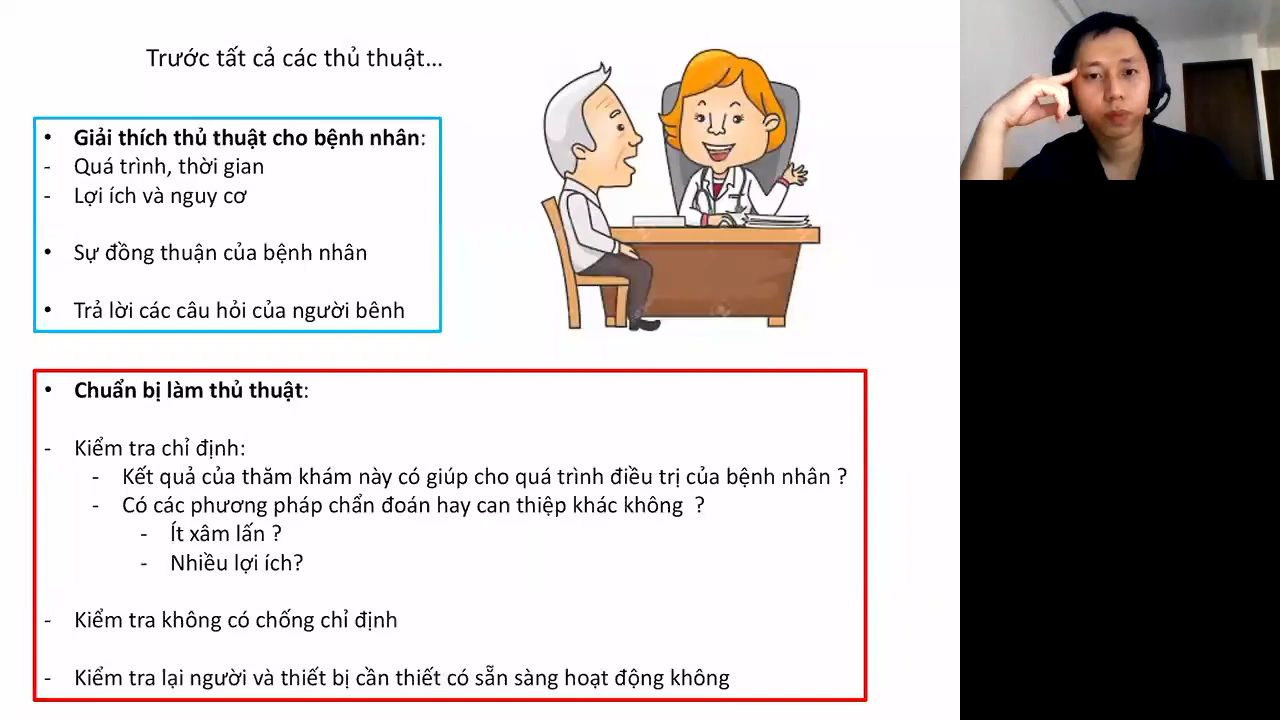 Trước tất cả các thủ thuật...
• Giải thích thủ thuật cho bệnh nhân:
- Quá trình, thời gian
- Lợi ích và nguy cơ
• Sự đồng thuận của bệnh nhân
• Trả lời các câu hỏi của người bênh
• Chuẩn bị làm thủ thuật:
- Kiểm tra chỉ định:
- Kết quả của thăm khám này có giúp cho quá trình điều trị của bệnh nhân ?
- Có các phương pháp chẩn đoán hay can thiệp khác không ?
- Ít xâm lấn ?
- Nhiều lợi ích?
- Kiểm tra không có chống chỉ định
- Kiểm tra lại người và thiết bị cần thiết có sẵn sàng hoạt động không